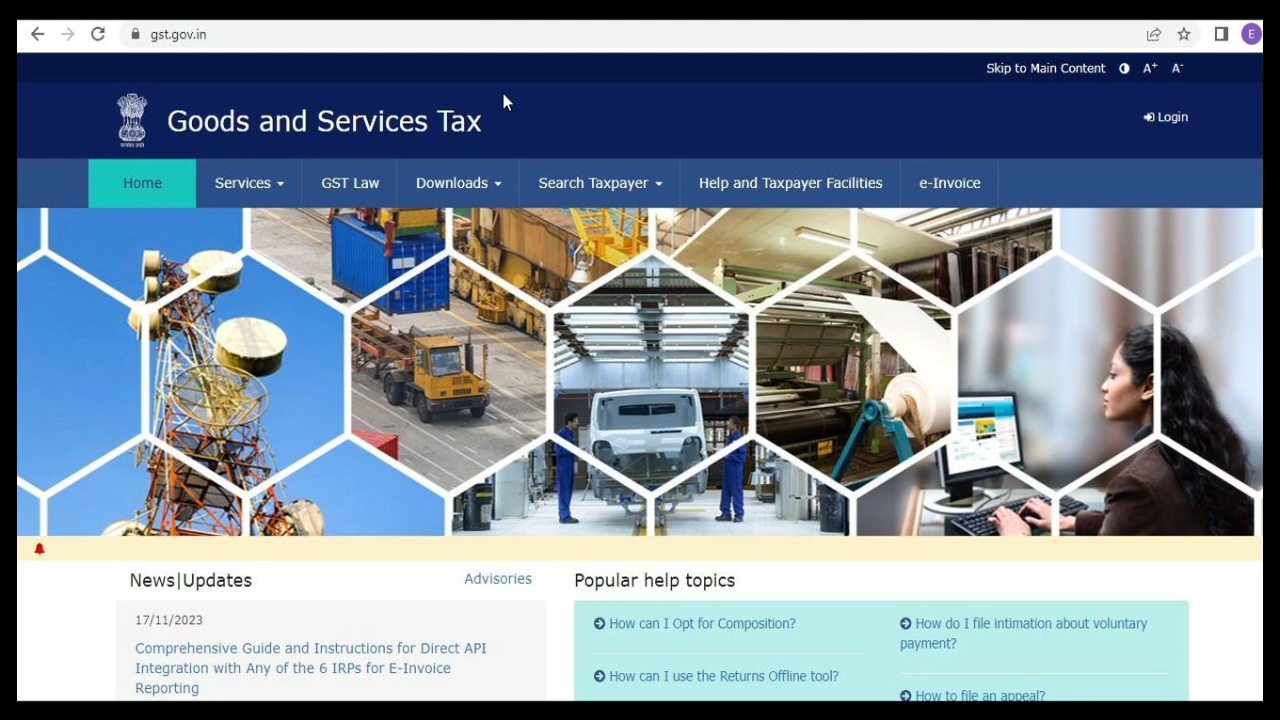 gst.gov.in
E
Skip to Main Content A+ A-
Goods and Services Tax
Login
Home Services GST Law Downloads Search Taxpayer Help and Taxpayer Facilities e-Invoice
News|Updates
Advisories
17/11/2023
Comprehensive Guide and Instructions for Direct API
Integration with Any of the 6 IRPs for E-Invoice
Reporting
Popular help topics
How can I Opt for Composition?
How can I use the Returns Offline tool?
How do I file intimation about voluntary
payment?
How to file an appeal?